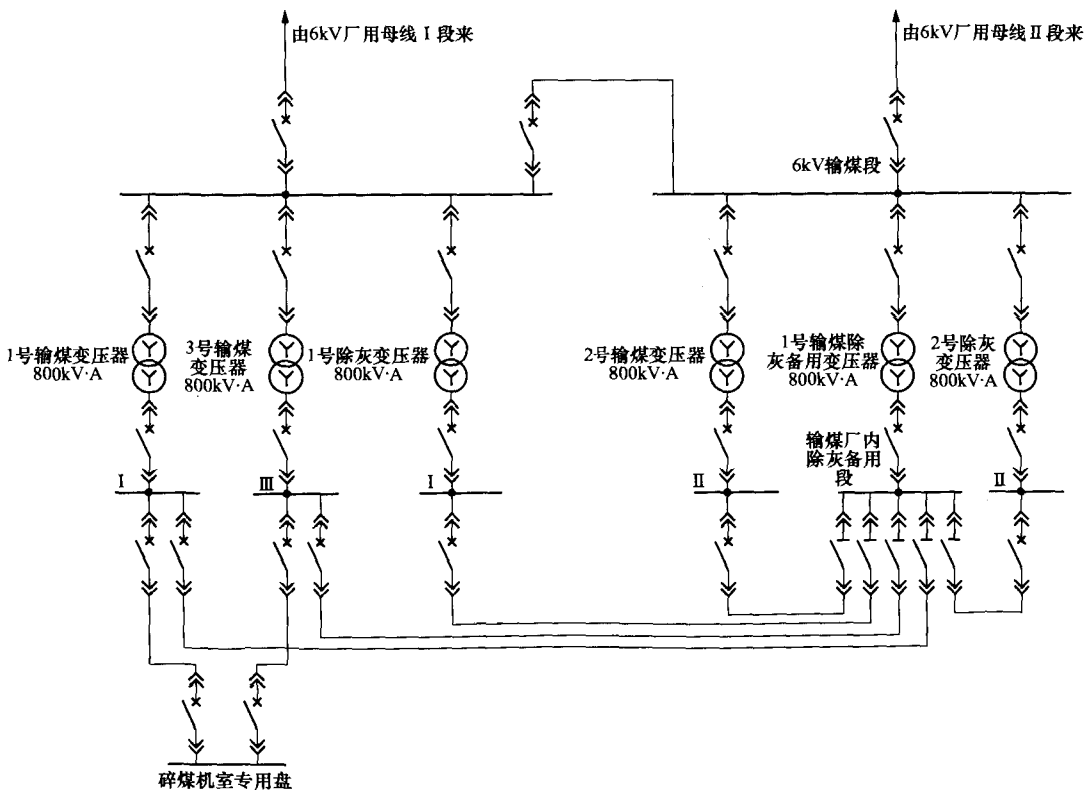 由6kV厂用母线Ⅰ段来
由6kV厂用母线Ⅱ段来
6kV输煤段
1号输煤变压器
800kV·A
3号输煤
变压器
800kV·A
1号除灰变压器
800kV·A
2号输煤变压器
800kV·A
1号输煤除
灰备用变压器
800kV·A
2号除灰
变压器
800kV·A
输煤厂内
除灰备用
段
Ⅰ
Ⅲ
Ⅰ
Ⅱ
Ⅱ
碎煤机室专用盘